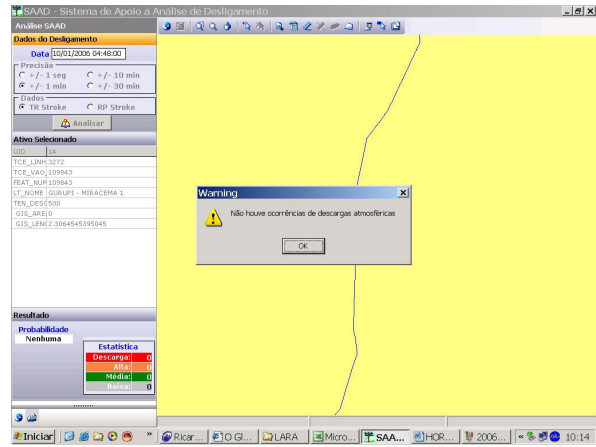 SAAD - Sistema de Apoio a Análise de Desligamento
Análise SAAD
Dados do Desligamento
Data 10/01/2006 04:48:00
Precisão
+/- 1 seg +/- 10 min
+/- 1 min +/- 30 min
Dados
TR Stroke RP Stroke
Analisar
Ativo Selecionado
UID 14
TCE_LINH 3272
TCE_VAO_ 109843
FEAT_NUM 109843
LT_NOME GURUPI - MIRACEMA 1
TEN_DESC 500
GIS_AREA 0
GIS_LEN( 2.3064545395045
Warning
Não houve ocorrências de descargas atmosféricas
OK
Resultado
Probabilidade
Nenhuma
Estatística
Descarga: 0
Alta: 0
Média: 0
Baixo: 0
Iniciar
Ricar...
O Gl...
LARA
Micro...
SAA...
HOR...
2006...
10:14